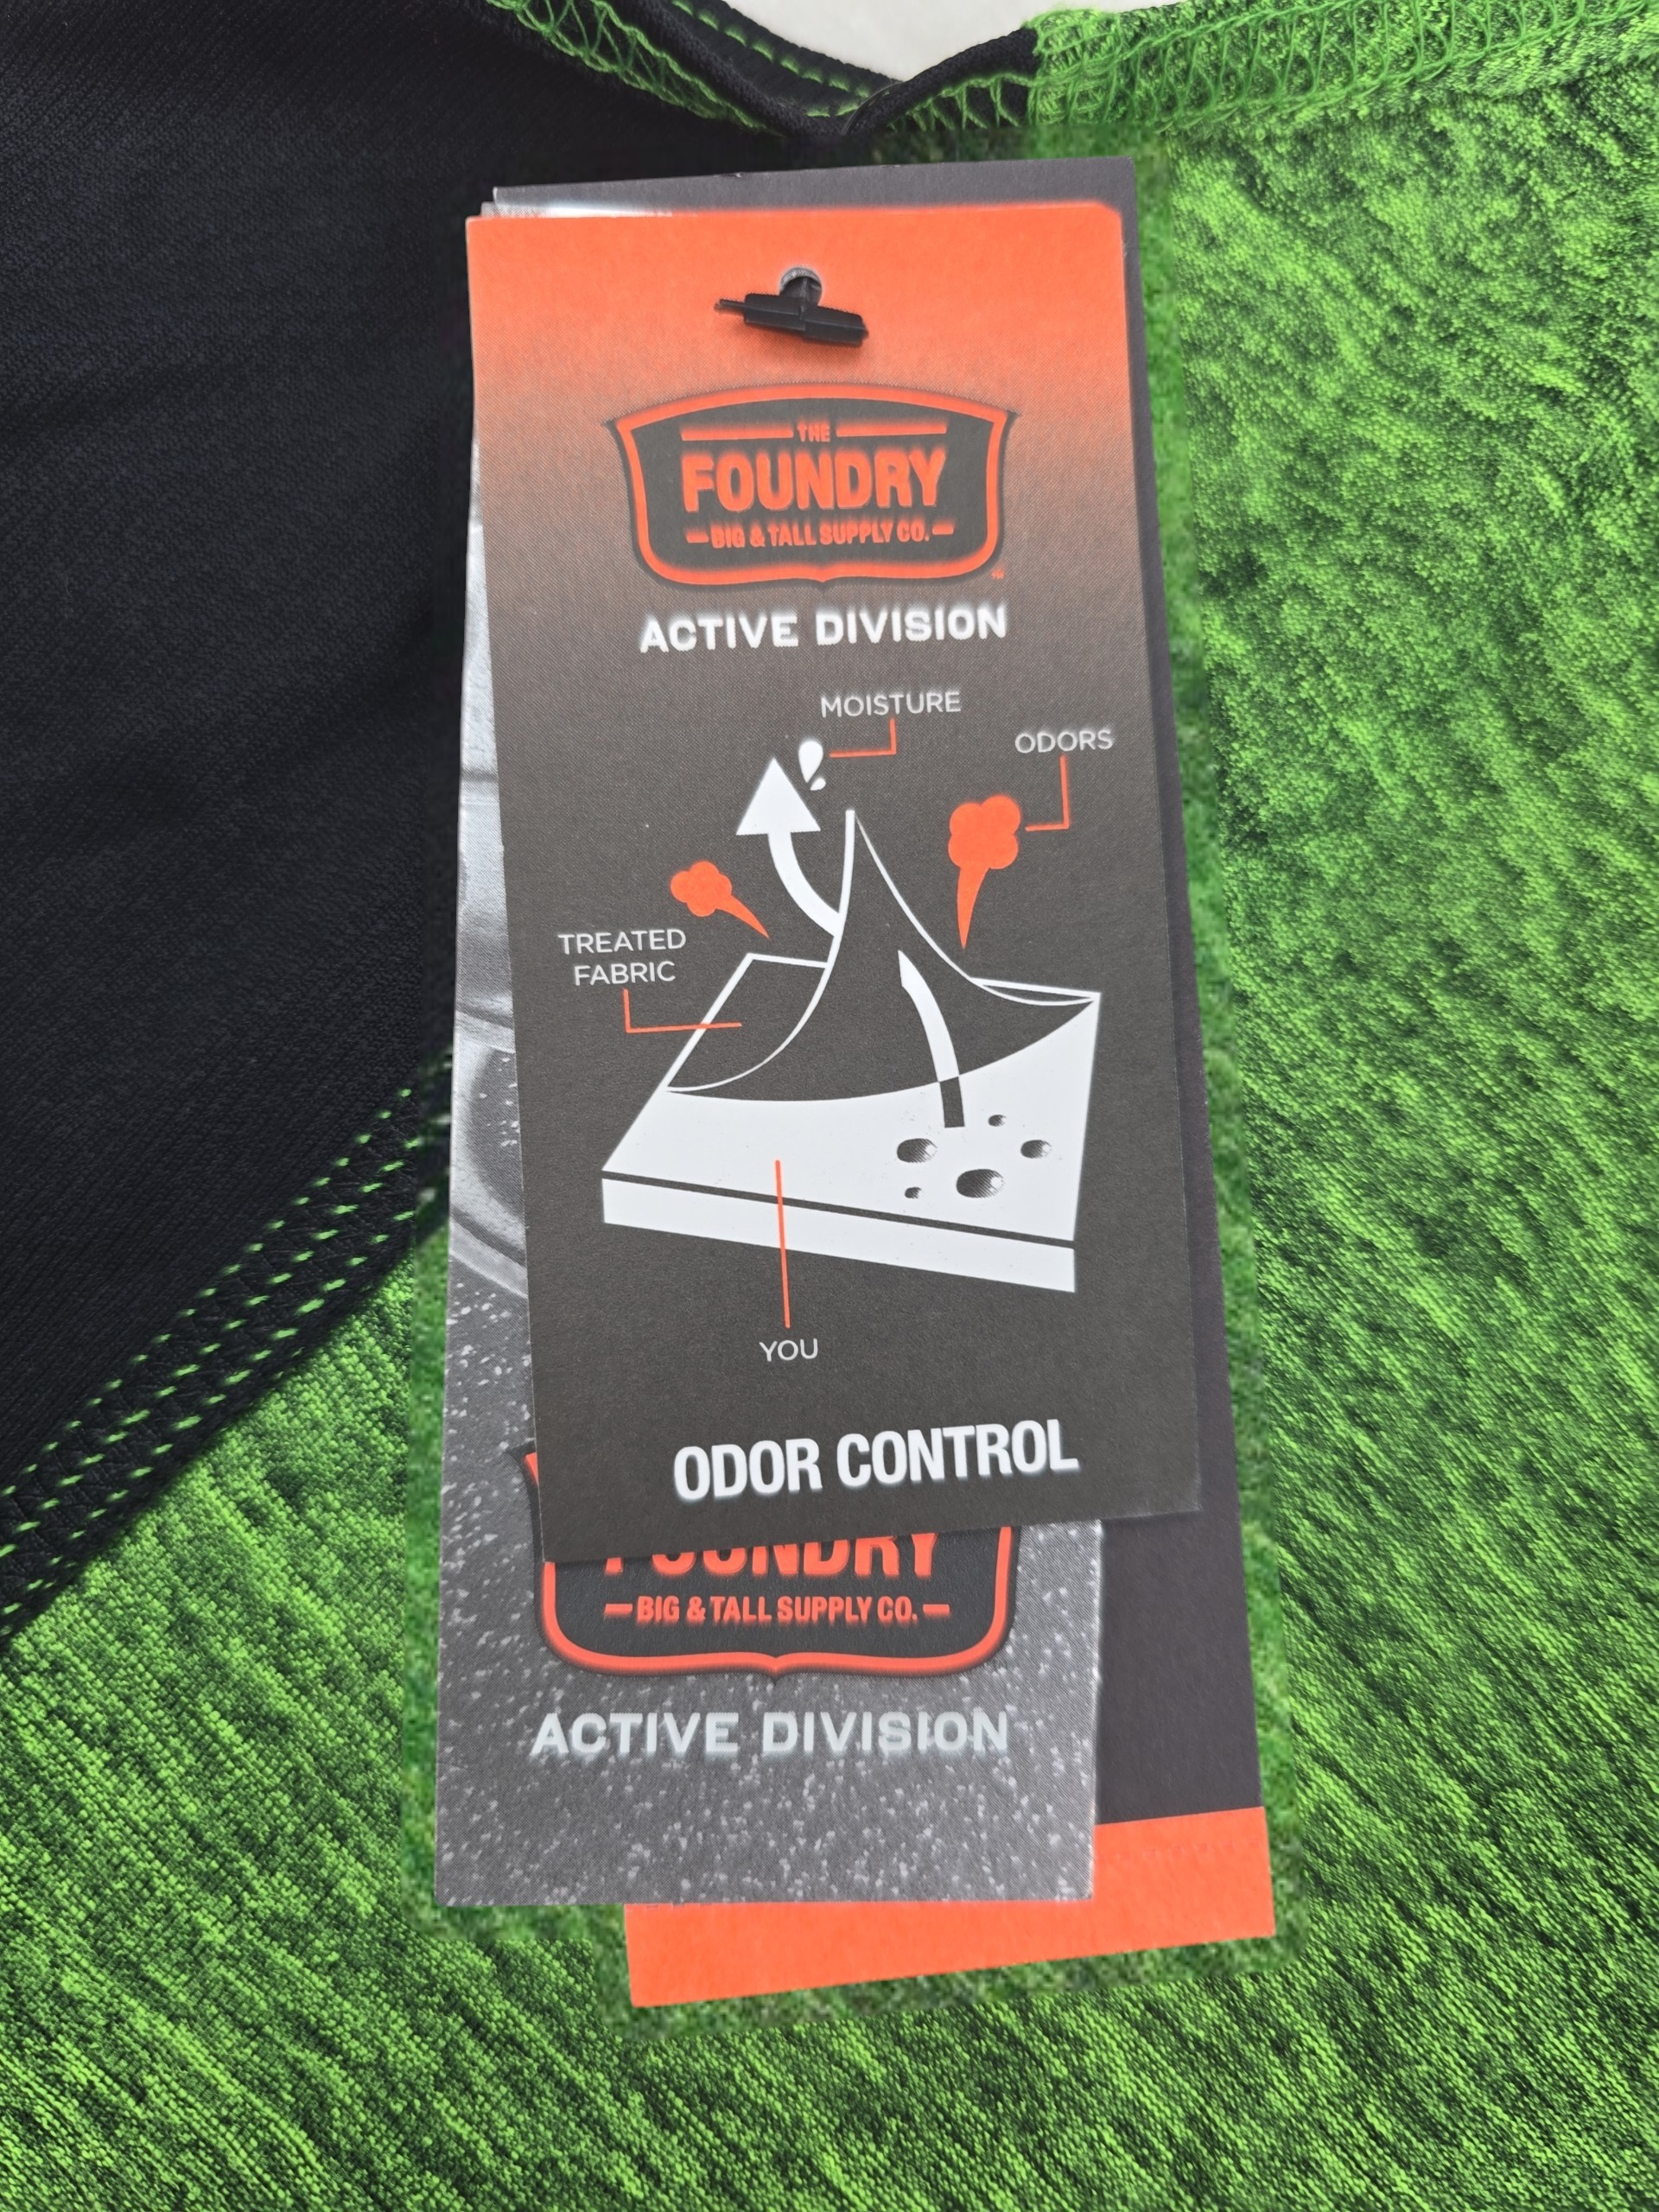 THE
FOUNDRY
BIG & TALL SUPPLY CO.
ACTIVE DIVISION
MOISTURE
ODORS
TREATED
FABRIC
YOU
ODOR CONTROL
FOUNDRY
BIG & TALL SUPPLY CO.
ACTIVE DIVISION